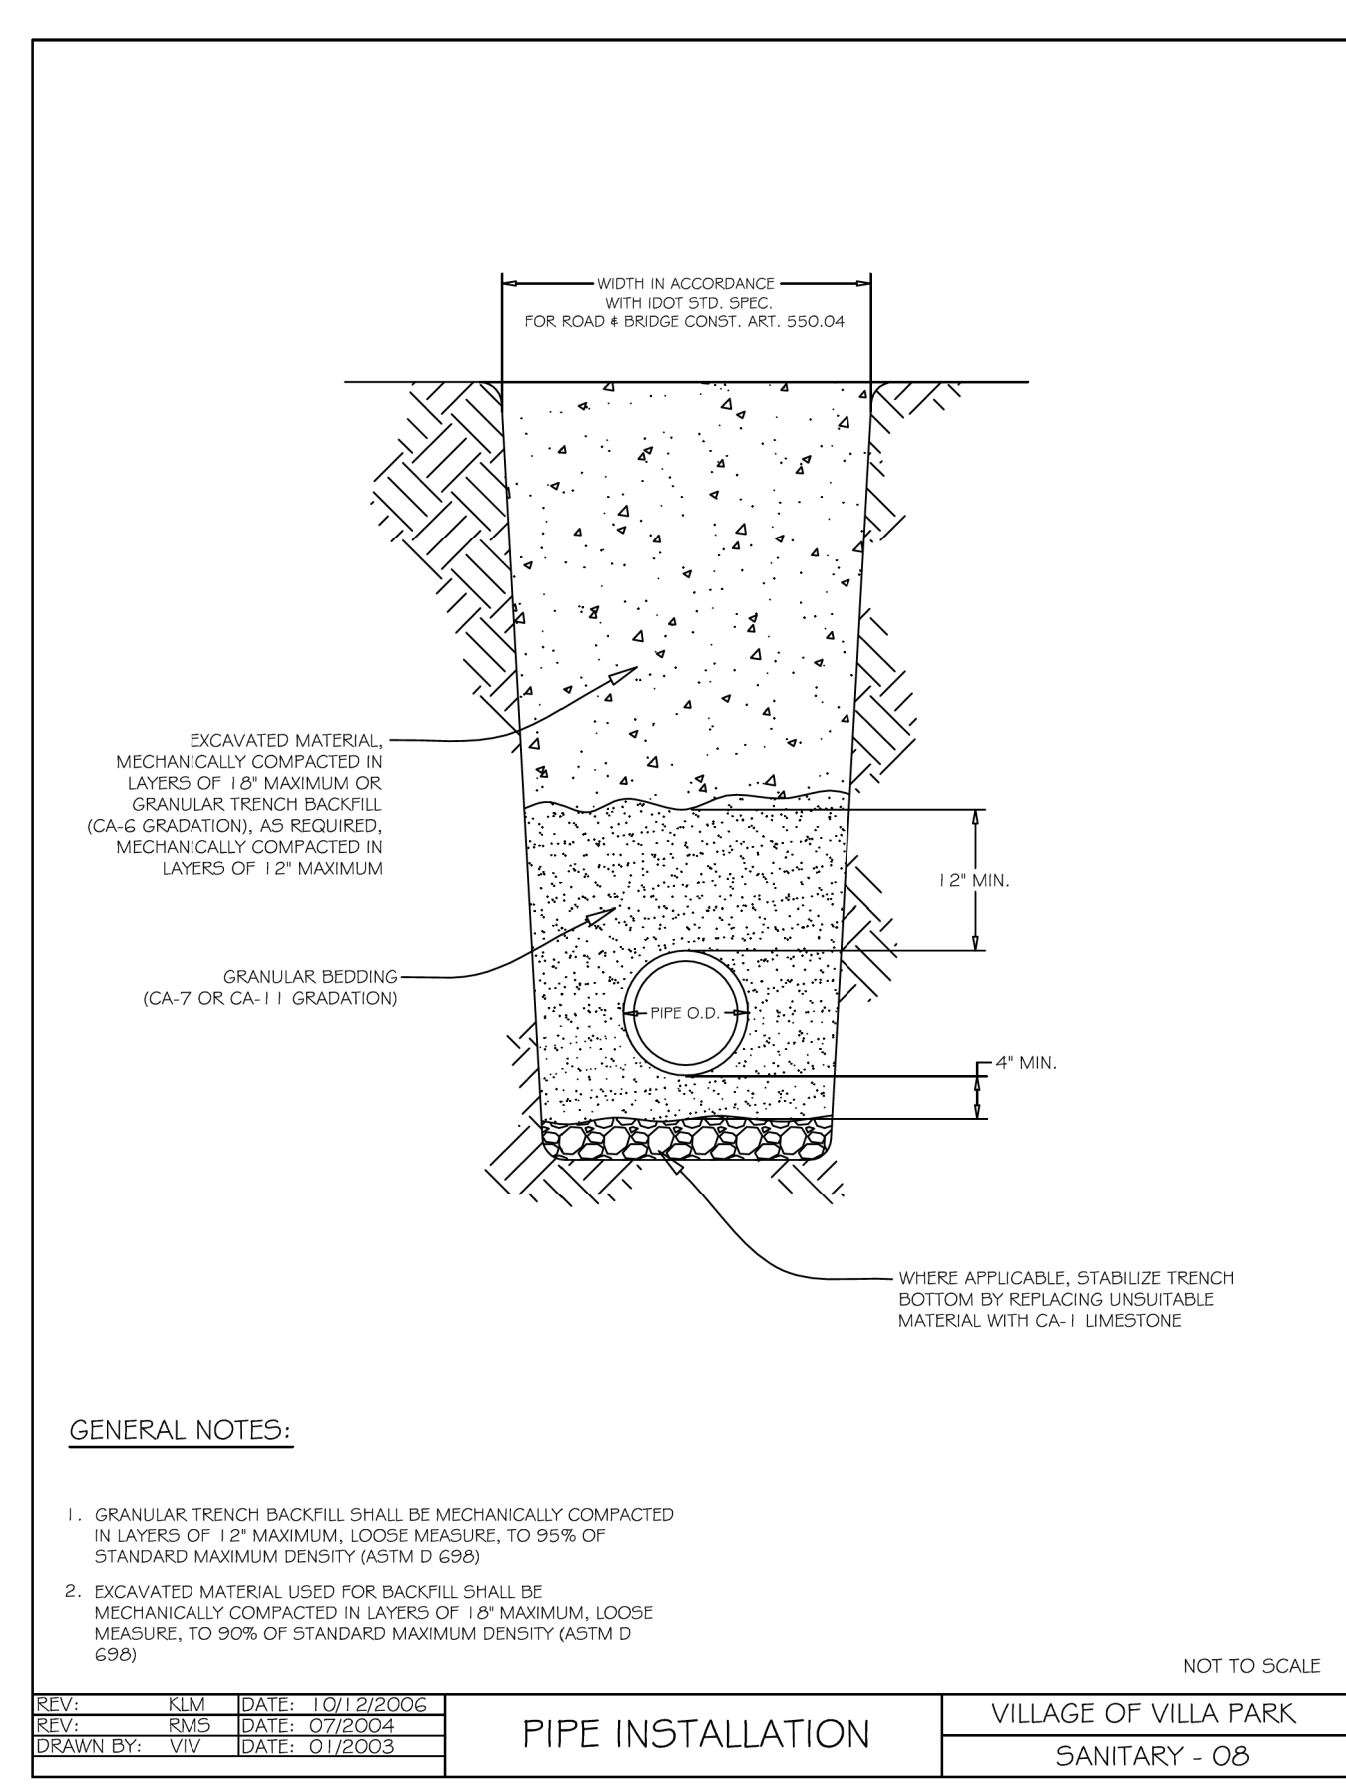 WIDTH IN ACCORDANCE
WITH IDOT STD. SPEC.
FOR ROAD & BRIDGE CONST. ART. 550.04
EXCAVATED MATERIAL,
MECHANICALLY COMPACTED IN
LAYERS OF 18" MAXIMUM OR
GRANULAR TRENCH BACKFILL
(CA-6 GRADATION), AS REQUIRED,
MECHANICALLY COMPACTED IN
LAYERS OF 12" MAXIMUM
12" MIN.
GRANULAR BEDDING
(CA-7 OR CA-11 GRADATION)
PIPE O.D.
4" MIN.
WHERE APPLICABLE, STABILIZE TRENCH
BOTTOM BY REPLACING UNSUITABLE
MATERIAL WITH CA-1 LIMESTONE
GENERAL NOTES:
1. GRANULAR TRENCH BACKFILL SHALL BE MECHANICALLY COMPACTED
IN LAYERS OF 12" MAXIMUM, LOOSE MEASURE, TO 95% OF
STANDARD MAXIMUM DENSITY (ASTM D 698)
2. EXCAVATED MATERIAL USED FOR BACKFILL SHALL BE
MECHANICALLY COMPACTED IN LAYERS OF 18" MAXIMUM, LOOSE
MEASURE, TO 90% OF STANDARD MAXIMUM DENSITY (ASTM D
698)
NOT TO SCALE
REV: KLM DATE: 10/12/2006
REV: RMS DATE: 07/2004
DRAWN BY: VIV DATE: 01/2003
PIPE INSTALLATION
VILLAGE OF VILLA PARK
SANITARY - 08